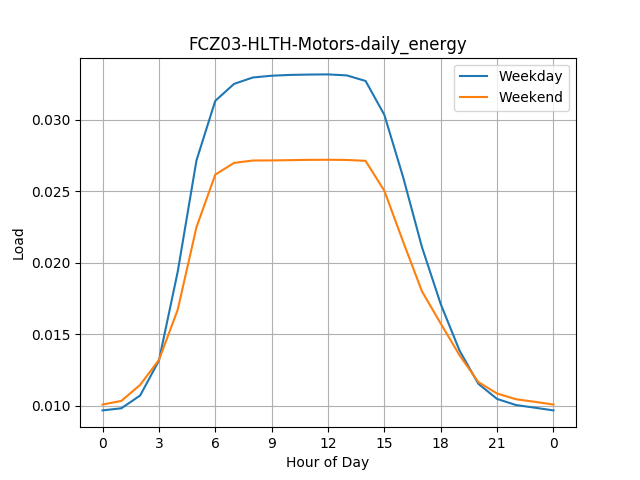 FCZ03-HLTH-Motors-daily_energy
Weekday
Weekend
0.030
0.025
0.020
0.015
0.010
Load
0 3 6 9 12 15 18 21 0
Hour of Day